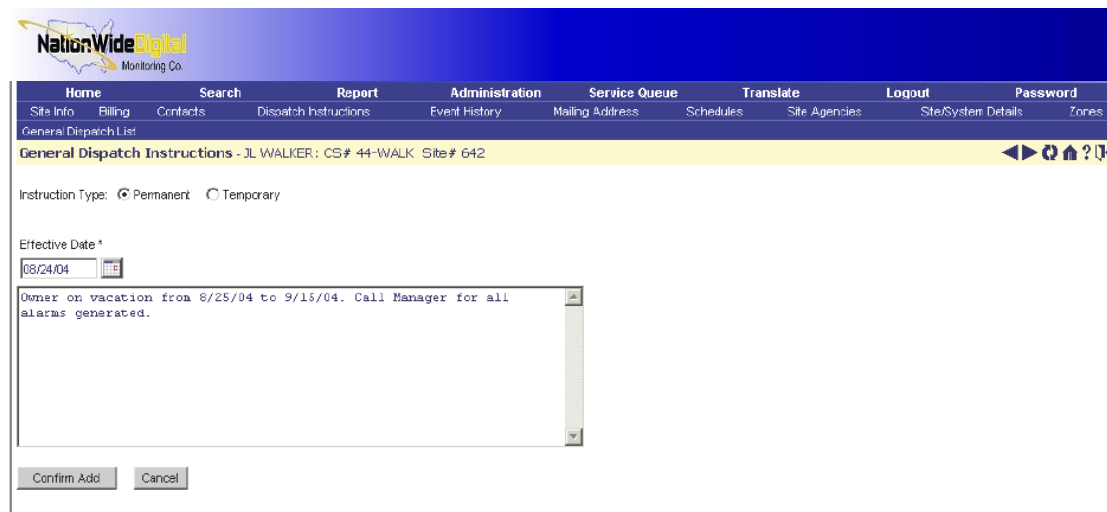 NationWideDigital
Monitoring Co.
Home Search Report Administration Service Queue Translate Logout Password
Site Info Billing Contacts Dispatch Instructions Event History Mailing Address Schedules Site Agencies Site/System Details Zones
General Dispatch List
General Dispatch Instructions - JL WALKER: CS# 44-WALK Site# 642
Instruction Type: Permanent Temporary
Effective Date *
08/24/04
Owner on vacation from 8/25/04 to 9/15/04. Call Manager for all
alarms generated.
Confirm Add Cancel